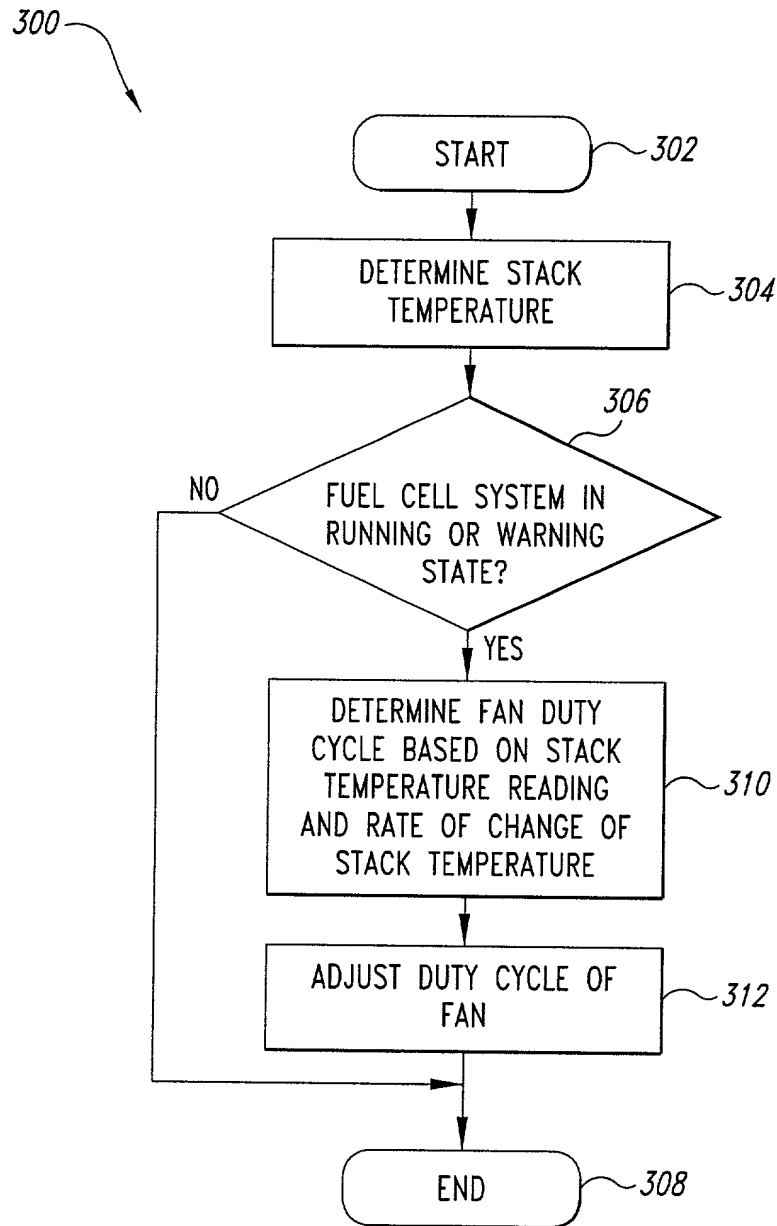 300
START
302
DETERMINE STACK
TEMPERATURE
304
306
NO
FUEL CELL SYSTEM IN
RUNNING OR WARNING
STATE?
YES
DETERMINE FAN DUTY
CYCLE BASED ON STACK
TEMPERATURE READING
AND RATE OF CHANGE OF
STACK TEMPERATURE
310
ADJUST DUTY CYCLE OF
FAN
312
END
308